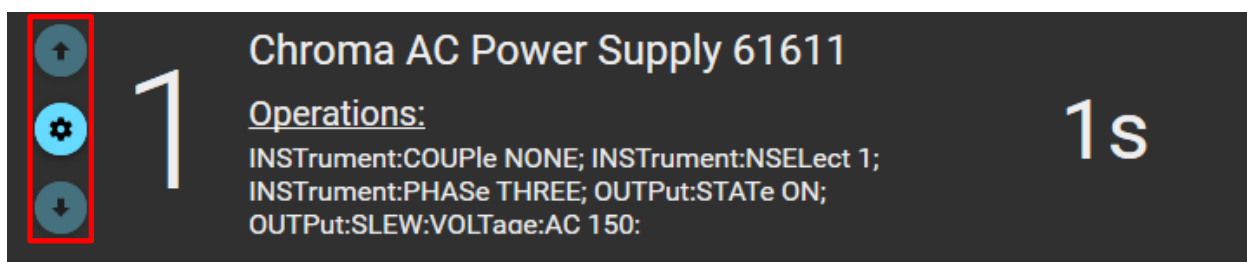 1
Chroma AC Power Supply 61611
Operations:
INSTrument:COUPle NONE; INSTrument:NSELect 1;
INSTrument:PHASe THREE; OUTPut:STATe ON;
OUTPut:SLEW:VOLTage:AC 150;
1s